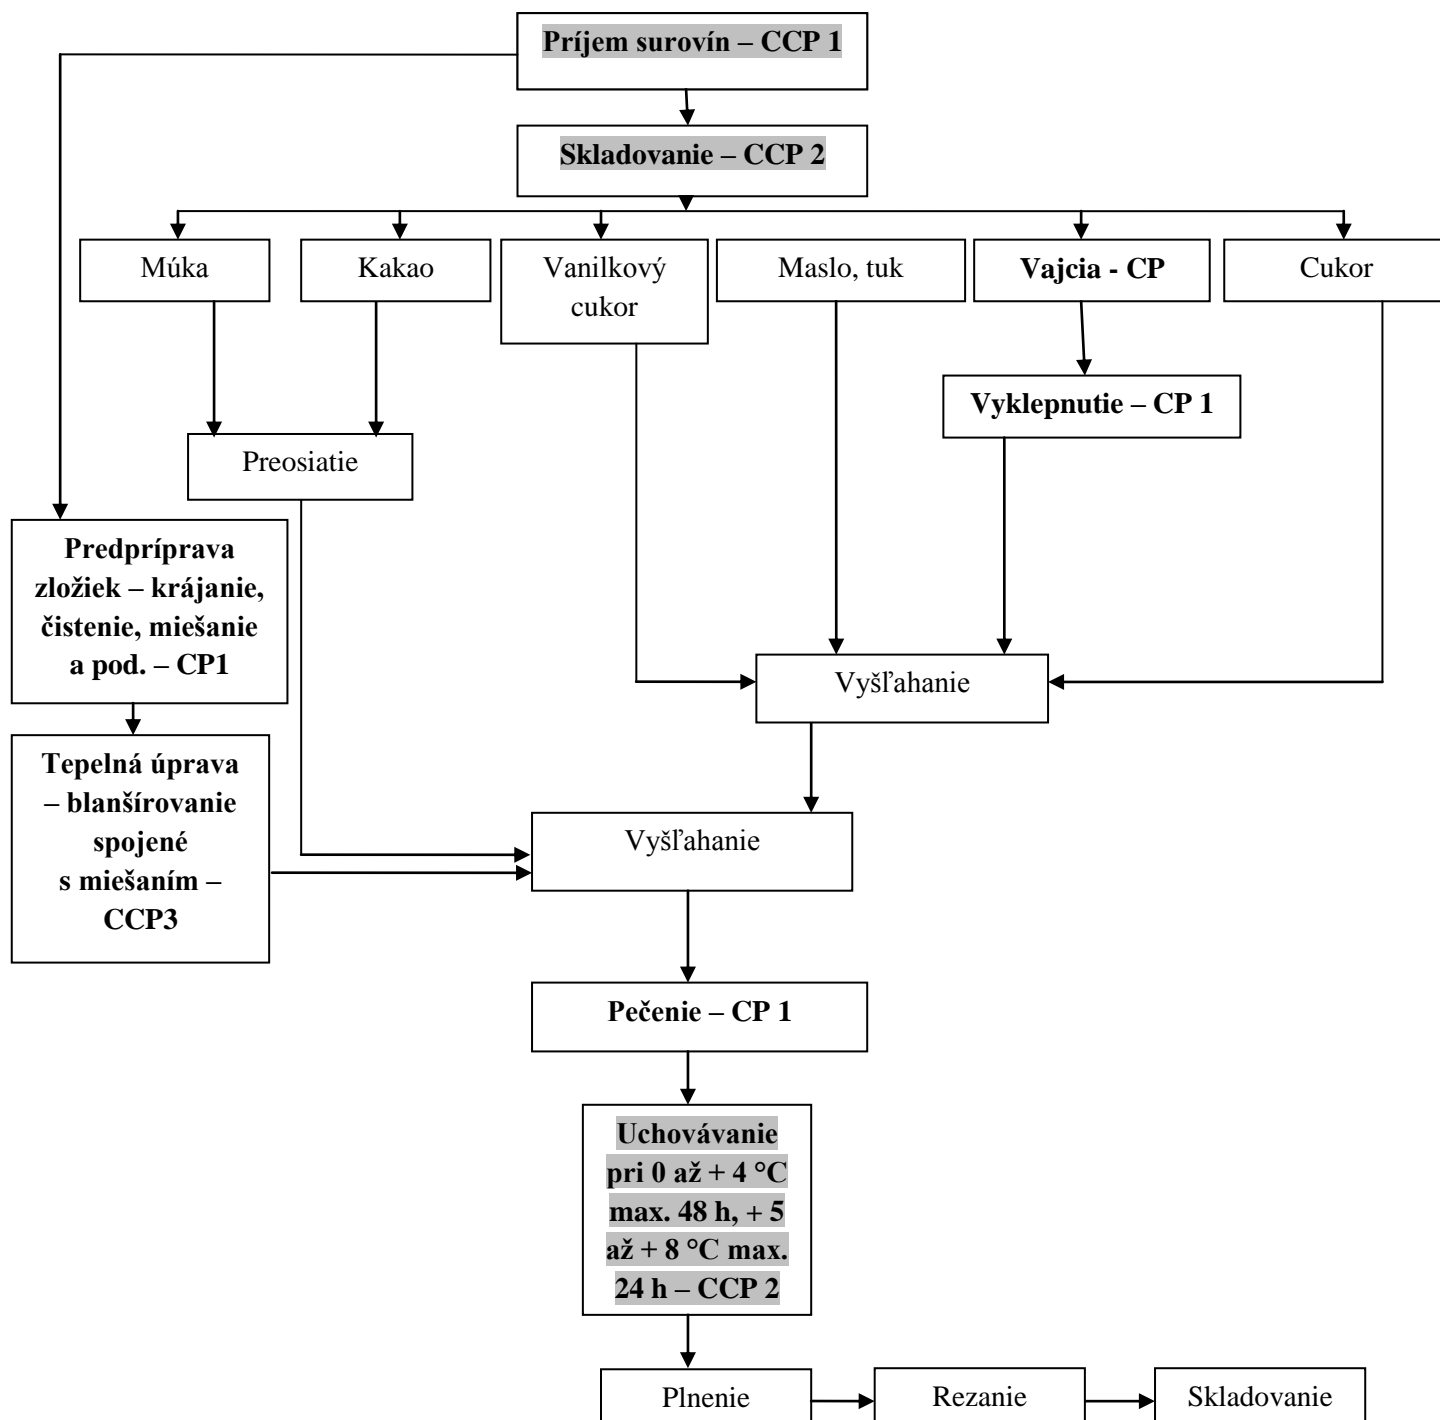 Príjem surovín – CCP 1
Skladovanie – CCP 2
Múka
Kakao
Vanilkový
cukor
Maslo, tuk
Vajcia - CP
Cukor
Vyklepnutie – CP 1
Preosiatie
Predpríprava
zložiek – krájanie,
čistenie, miešanie
a pod. – CP1
Vyšľahanie
Tepelná úprava
– blanšírovanie
spojené
s miešaním –
CCP3
Vyšľahanie
Pečenie – CP 1
Uchovávanie
pri 0 až + 4 °C
max. 48 h, + 5
až + 8 °C max.
24 h – CCP 2
Plnenie
Rezanie
Skladovanie